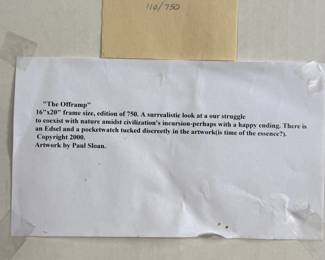 110/750
"The Offramp"
16"x20" frame size, edition of 750. A surrealistic look at a our struggle
to coexist with nature amidst civilization's incursion-perhaps with a happy ending. There is
an Edsel and a pocketwatch tucked discreetly in the artwork(is time of the essence?).
Copyright 2000.
Artwork by Paul Sloan.